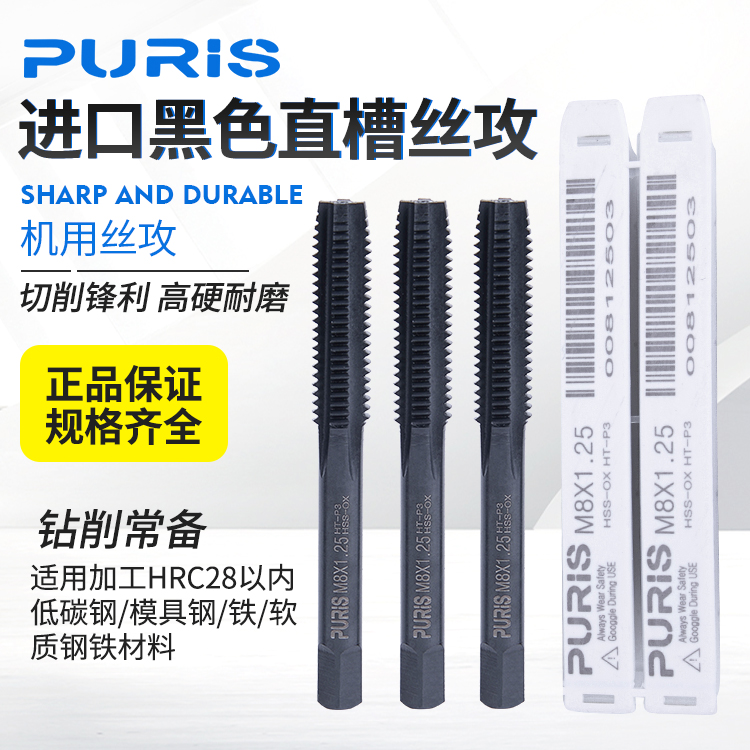 PURIS
进口黑色直槽丝攻
SHARP AND DURABLE
机用丝攻
切削锋利 高硬耐磨
正品保证
规格齐全
钻削常备
适用加工HRC28以内
低碳钢/模具钢/铁/软
质钢铁材料
PURIS M8X1.25 HT-P3
HSS-OX
PURIS M8X1.25 HT-P3
HSS-OX
PURIS M8X1.25 HT-P3
HSS-OX
00812503
PURIS M8X1.25
HSS-OX HT-P3
Always Wear Safety
Googgle During USE
00812503
PURIS M8X1.25
HSS-OX HT-P3
Always Wear Safety
Googgle During USE